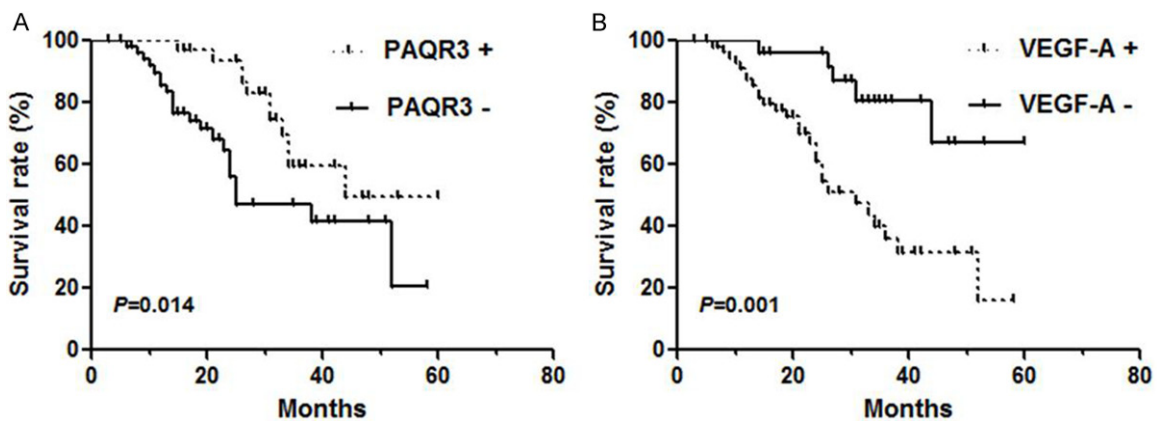 A
PAQR3 +
PAQR3 -
Survival rate (%)
100
80
60
40
20
0
P=0.014
0 20 40 60 80
Months
B
VEGF-A +
VEGF-A -
Survival rate (%)
100
80
60
40
20
0
P=0.001
0 20 40 60 80
Months